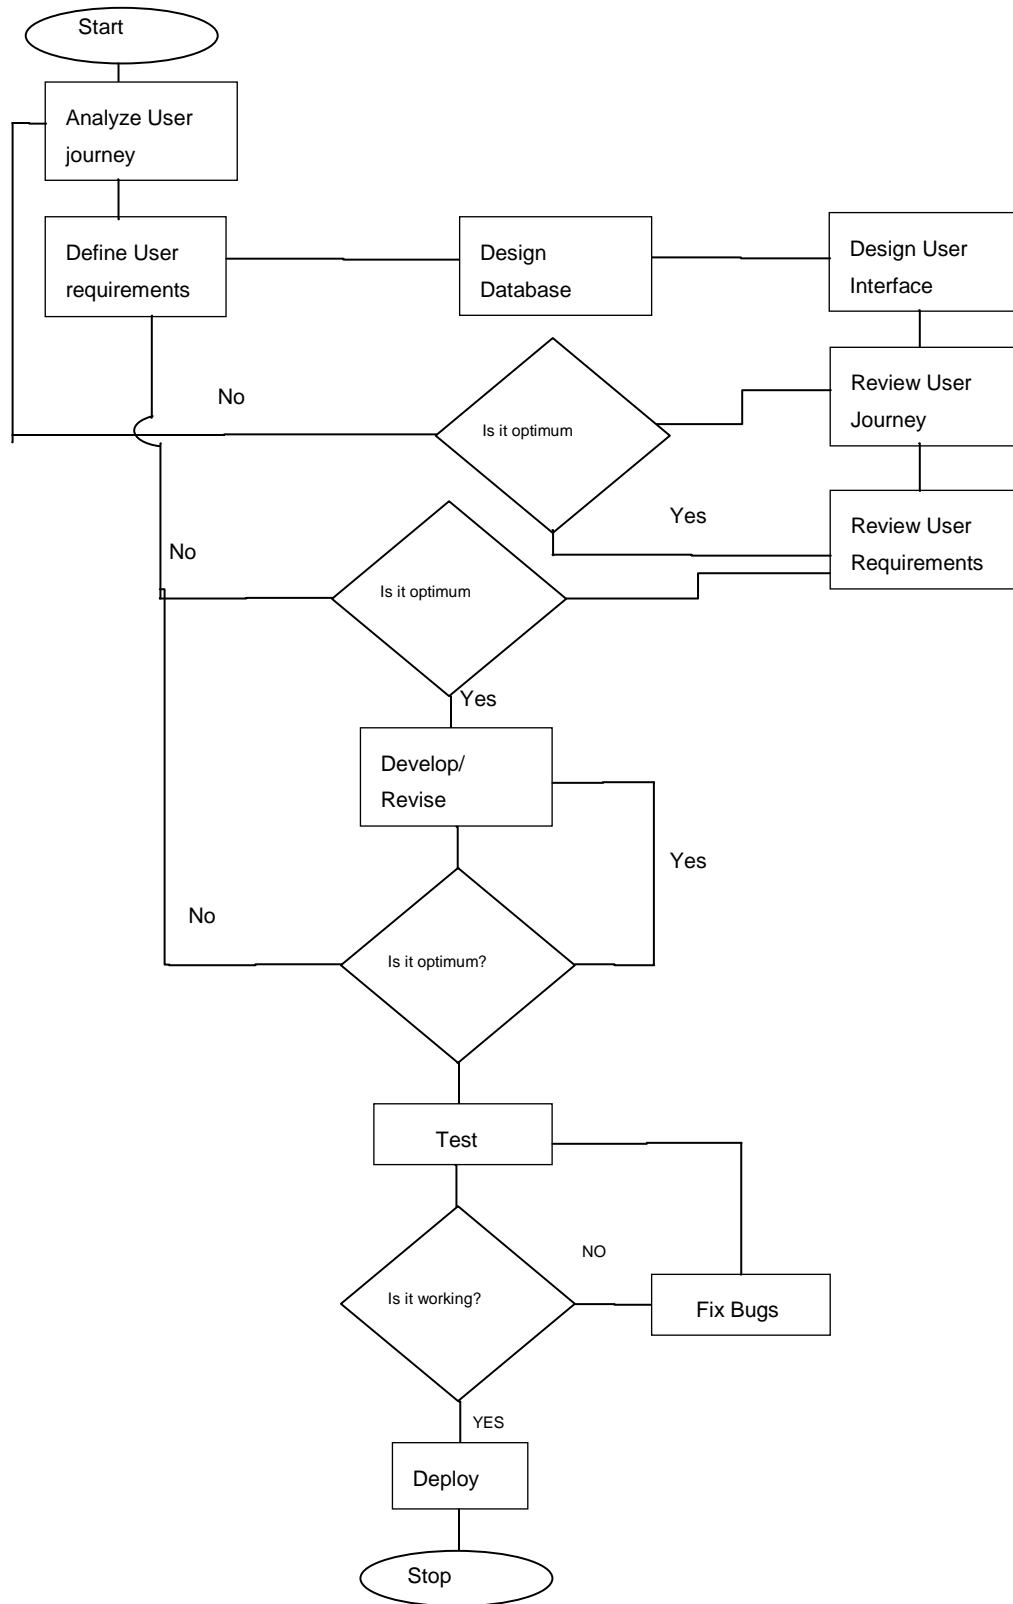 Start
Analyze User
journey
Define User
requirements
Design
Database
Design User
Interface
No
Is it optimum
Review User
Journey
Yes
Review User
Requirements
No
Is it optimum
Yes
Develop/
Revise
Yes
No
Is it optimum?
Test
NO
Is it working?
Fix Bugs
YES
Deploy
Stop